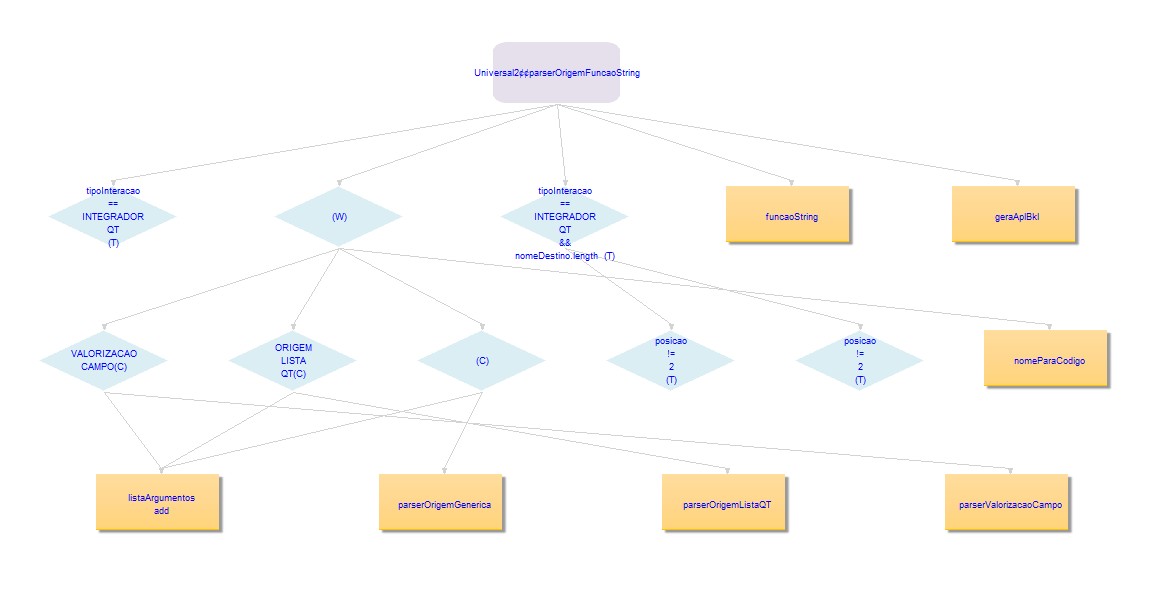 Universal2¢¢parserOrigemFuncaoString
tipoInteracao
==
INTEGRADOR
QT
(T)
(W)
tipoInteracao
==
INTEGRADOR
QT
&&
nomeDestino.length (T)
funcaoString
geraAplBkl
VALORIZACAO
CAMPO(C)
ORIGEM
LISTA
QT(C)
(C)
posicao
!=
2
(T)
posicao
!=
2
(T)
nomeParaCodigo
listaArgumentos
add
parserOrigemGenerica
parserOrigemListaQT
parserValorizacaoCampo